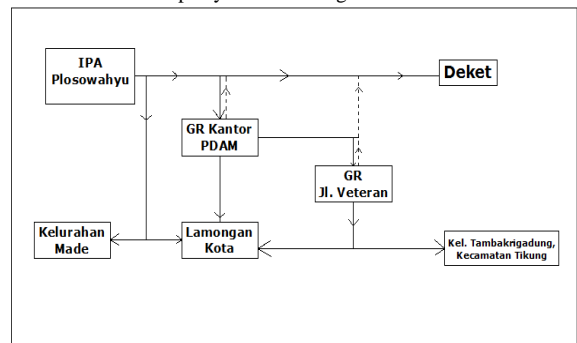 IPA
Plosowahyu
Deket
GR Kantor
PDAM
GR
Jl. Veteran
Kelurahan
Made
Lamongan
Kota
Kel. Tambakrigadung,
Kecamatan Tikung